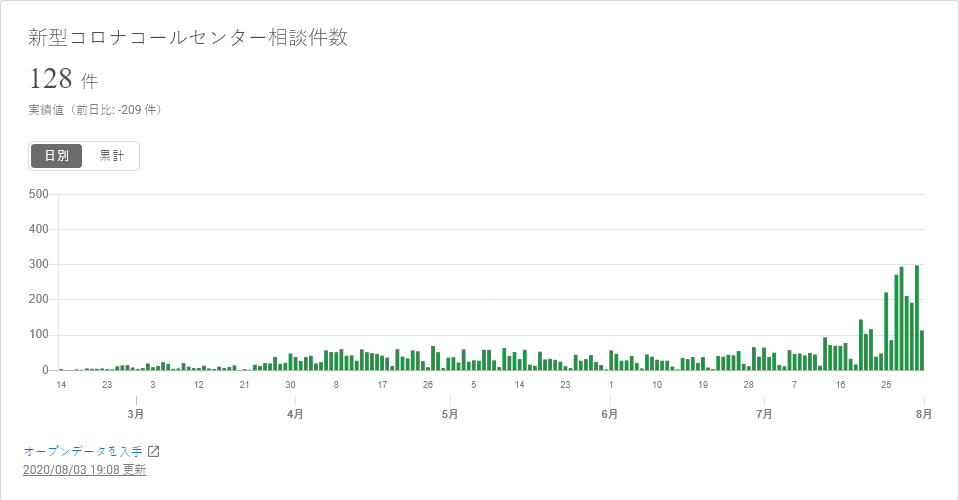 新型コロナコールセンター相談件数
128 件
実績値（前日比: -209 件）
日別 累計
500
400
300
200
100
0
14 23 3 12 21 30 8 17 26 5 14 23 1 10 19 28 7 16 25
3月 4月 5月 6月 7月 8月
オープンデータを入手
2020/08/03 19:08 更新